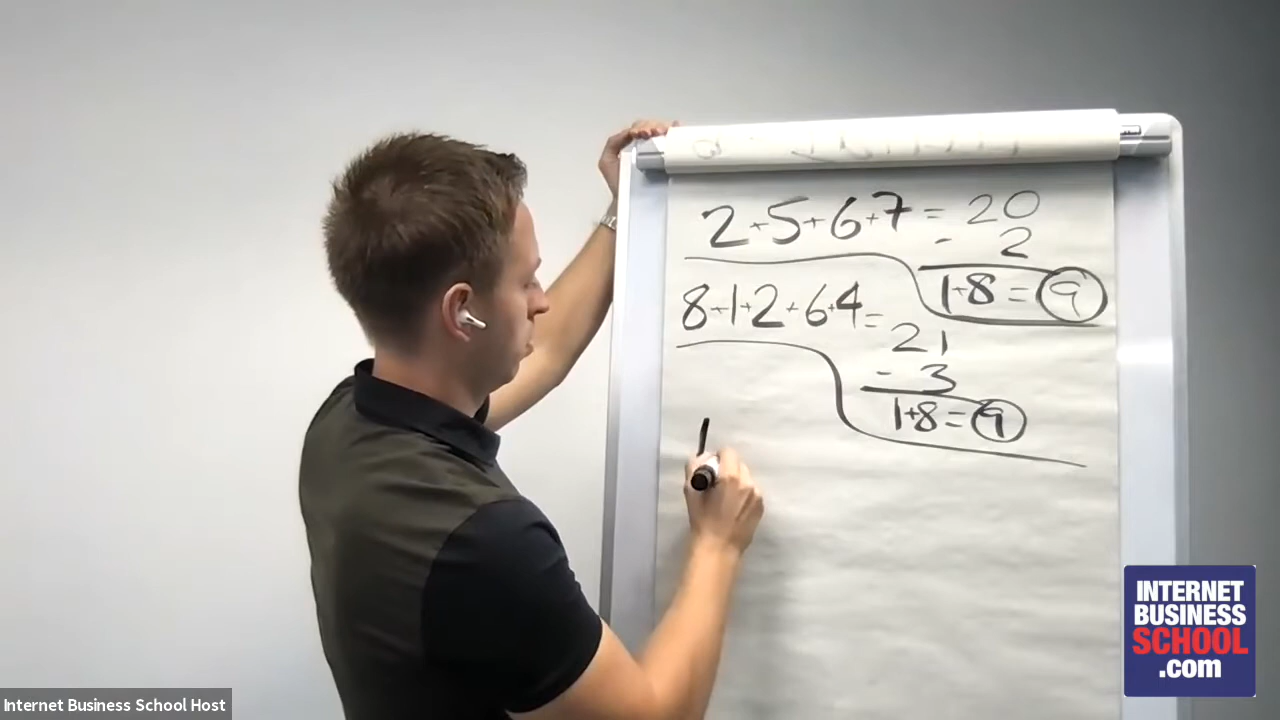 2+5+6+7 = 20
- 2
1+8 = 9
8+1+2+6+4 =
21
- 3
1+8 = 9
INTERNET
BUSINESS
SCHOOL
.com
Internet Business School Host